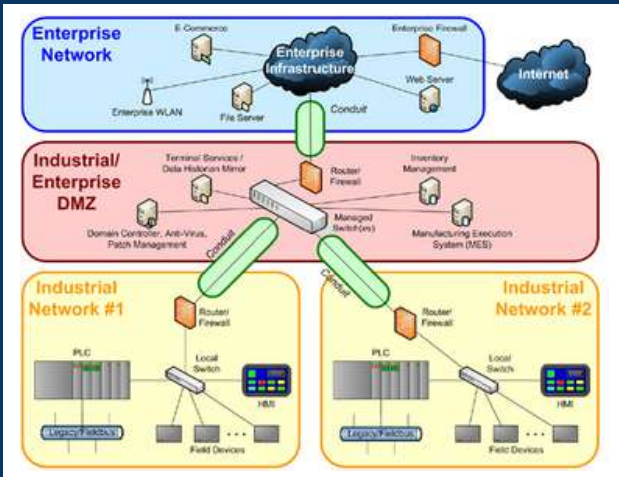 Enterprise
Network
E-Commerce
Enterprise
Infrastructure
Enterprise Firewall
Internet
Enterprise WLAN
File Server
Web Server
Conduit
Industrial/
Enterprise
DMZ
Terminal Services /
Data Historian Mirror
Router/
Firewall
Inventory
Management
Domain Controller, Anti-Virus,
Patch Management
Managed
Switch(es)
Manufacturing Execution
System (MES)
Conduit
Conduit
Industrial
Network #1
Router/
Firewall
PLC
Local
Switch
HMI
Legacy/Fieldbus
Field Devices
Industrial
Network #2
Router/
Firewall
PLC
Local
Switch
HMI
Legacy/Fieldbus
Field Devices